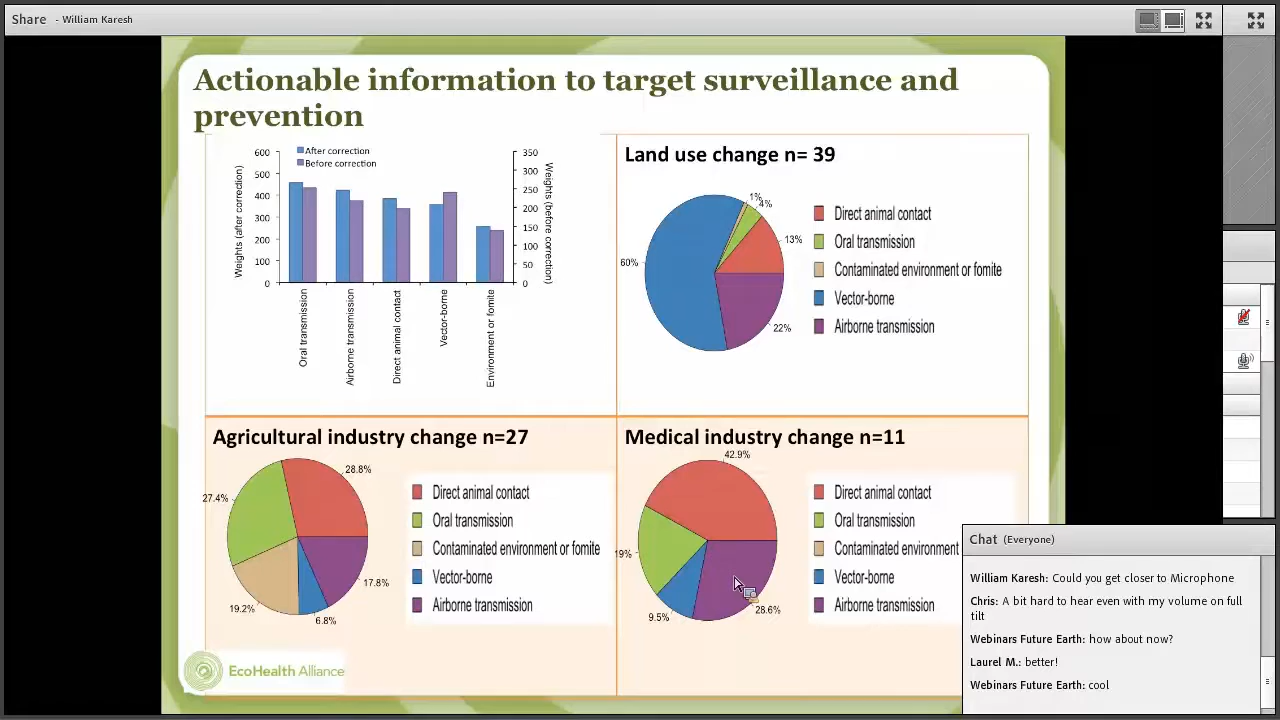 Share - William Karesh
Actionable information to target surveillance and
prevention
After correction
Before correction
600
500
400
300
200
100
0
Weights (after correction)
350
300
250
200
150
100
50
0
Weights (before correction)
Oral transmission
Airborne transmission
Direct animal contact
Vector-borne
Environment or fomite
Land use change n= 39
1%
4%
13%
60%
22%
Direct animal contact
Oral transmission
Contaminated environment or fomite
Vector-borne
Airborne transmission
Agricultural industry change n=27
28.8%
27.4%
17.8%
19.2%
6.8%
Direct animal contact
Oral transmission
Contaminated environment or fomite
Vector-borne
Airborne transmission
Medical industry change n=11
42.9%
19%
28.6%
9.5%
Direct animal contact
Oral transmission
Contaminated environment
Vector-borne
Airborne transmission
EcoHealth Alliance
Chat (Everyone)
William Karesh: Could you get closer to Microphone
Chris: A bit hard to hear even with my volume on full
tilt
Webinars Future Earth: how about now?
Laurel M.: better!
Webinars Future Earth: cool